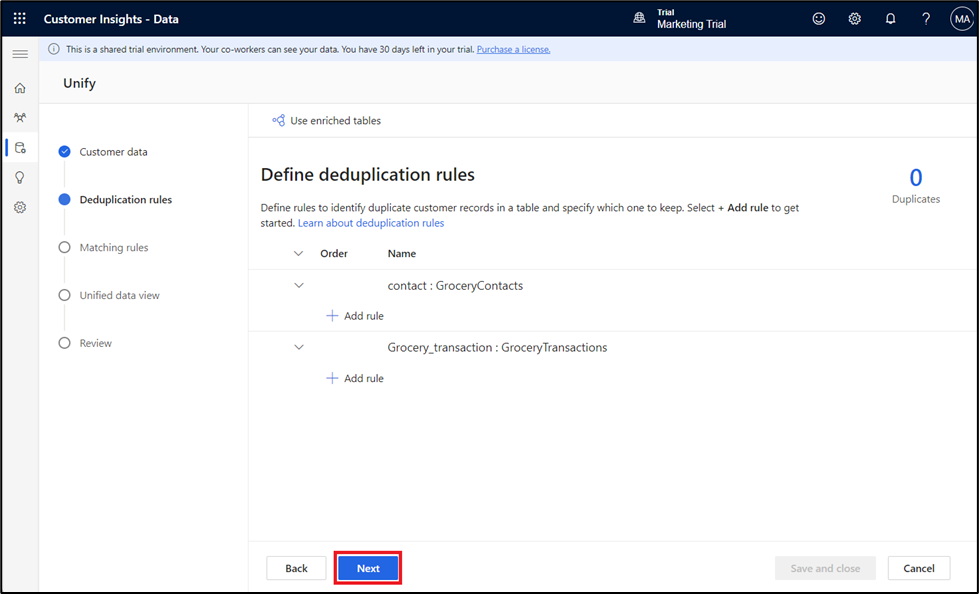 Customer Insights - Data
Trial
Marketing Trial
?
MA
This is a shared trial environment. Your co-workers can see your data. You have 30 days left in your trial. Purchase a license.
Unify
Customer data
Deduplication rules
Matching rules
Unified data view
Review
Use enriched tables
Define deduplication rules
Define rules to identify duplicate customer records in a table and specify which one to keep. Select + Add rule to get
started. Learn about deduplication rules
0
Duplicates
Order Name
contact : GroceryContacts
+ Add rule
Grocery_transaction : GroceryTransactions
+ Add rule
Back Next Save and close Cancel